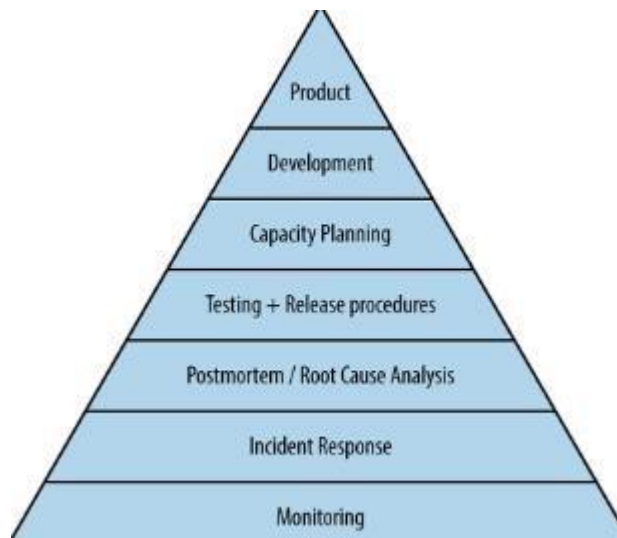 Product
Development
Capacity Planning
Testing + Release procedures
Postmortem / Root Cause Analysis
Incident Response
Monitoring